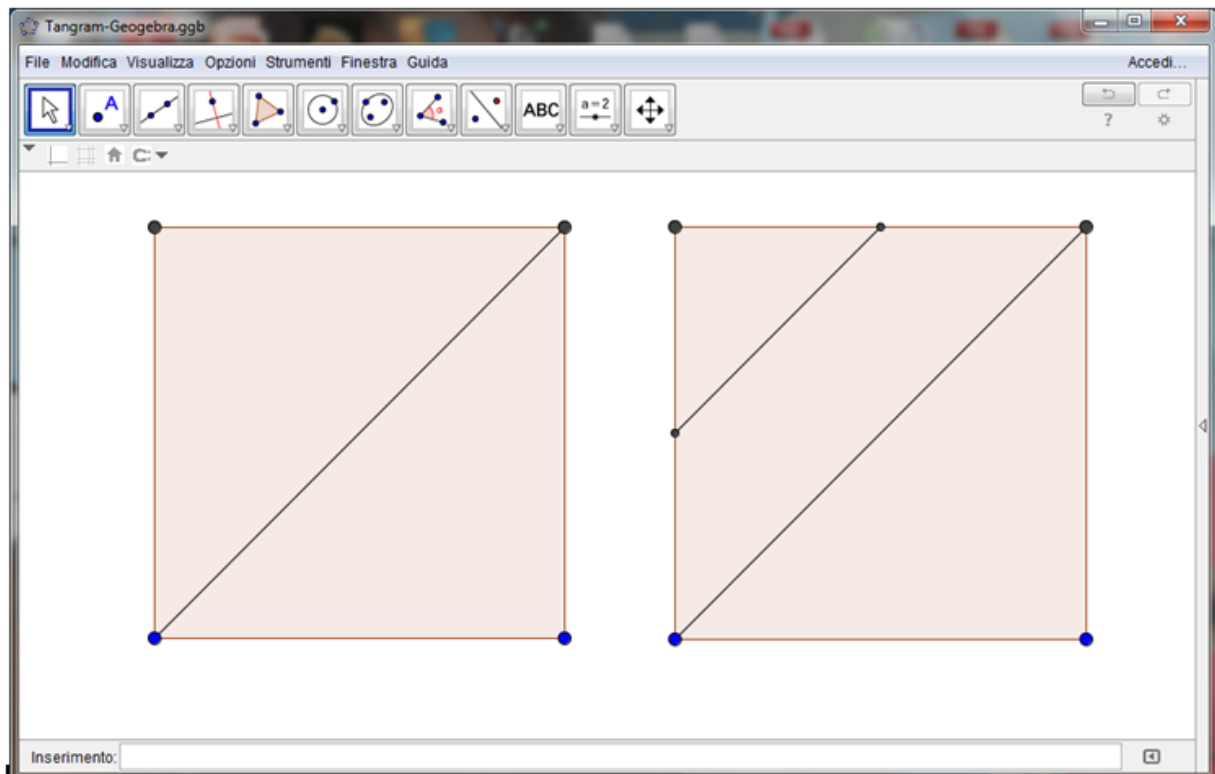 Tangram-Geogebra.ggb
File Modifica Visualizza Opzioni Strumenti Finestra Guida Accedi...
A α ABC a=2
?
Inserimento: